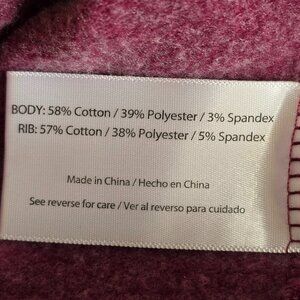 BODY: 58% Cotton / 39% Polyester / 3% Spandex
RIB: 57% Cotton / 38% Polyester / 5% Spandex
Made in China / Hecho en China
See reverse for care / Ver al reverso para cuidado